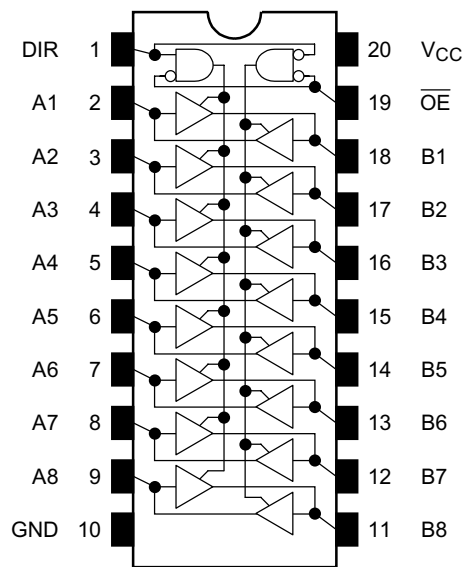 DIR 1 20 VCC
A1 2 19 OE
A2 3 18 B1
A3 4 17 B2
A4 5 16 B3
A5 6 15 B4
A6 7 14 B5
A7 8 13 B6
A8 9 12 B7
GND 10 11 B8